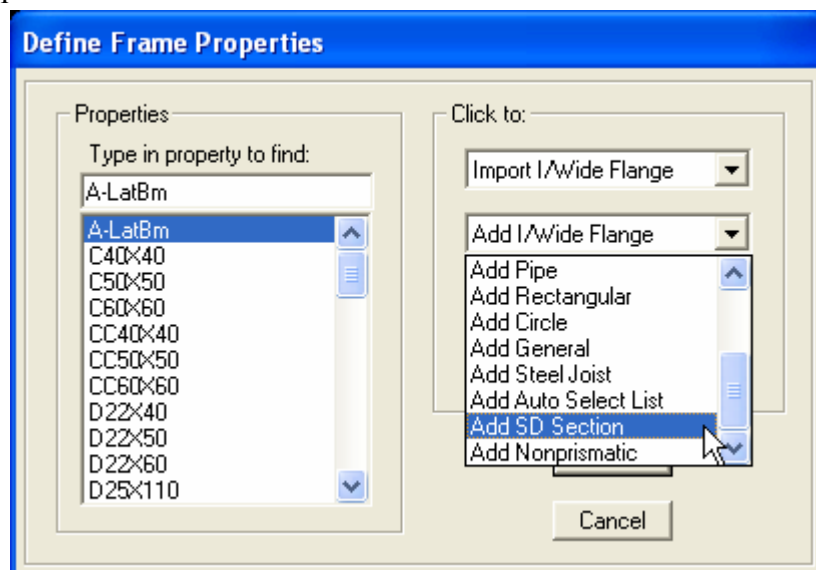 Define Frame Properties
Properties
Type in property to find:
A-LatBm
A-LatBm
C40X40
C50X50
C60X60
CC40X40
CC50X50
CC60X60
D22X40
D22X50
D22X60
D25X110
Click to:
Import I/Wide Flange
Add I/Wide Flange
Add Pipe
Add Rectangular
Add Circle
Add General
Add Steel Joist
Add Auto Select List
Add SD Section
Add Nonprismatic
Cancel